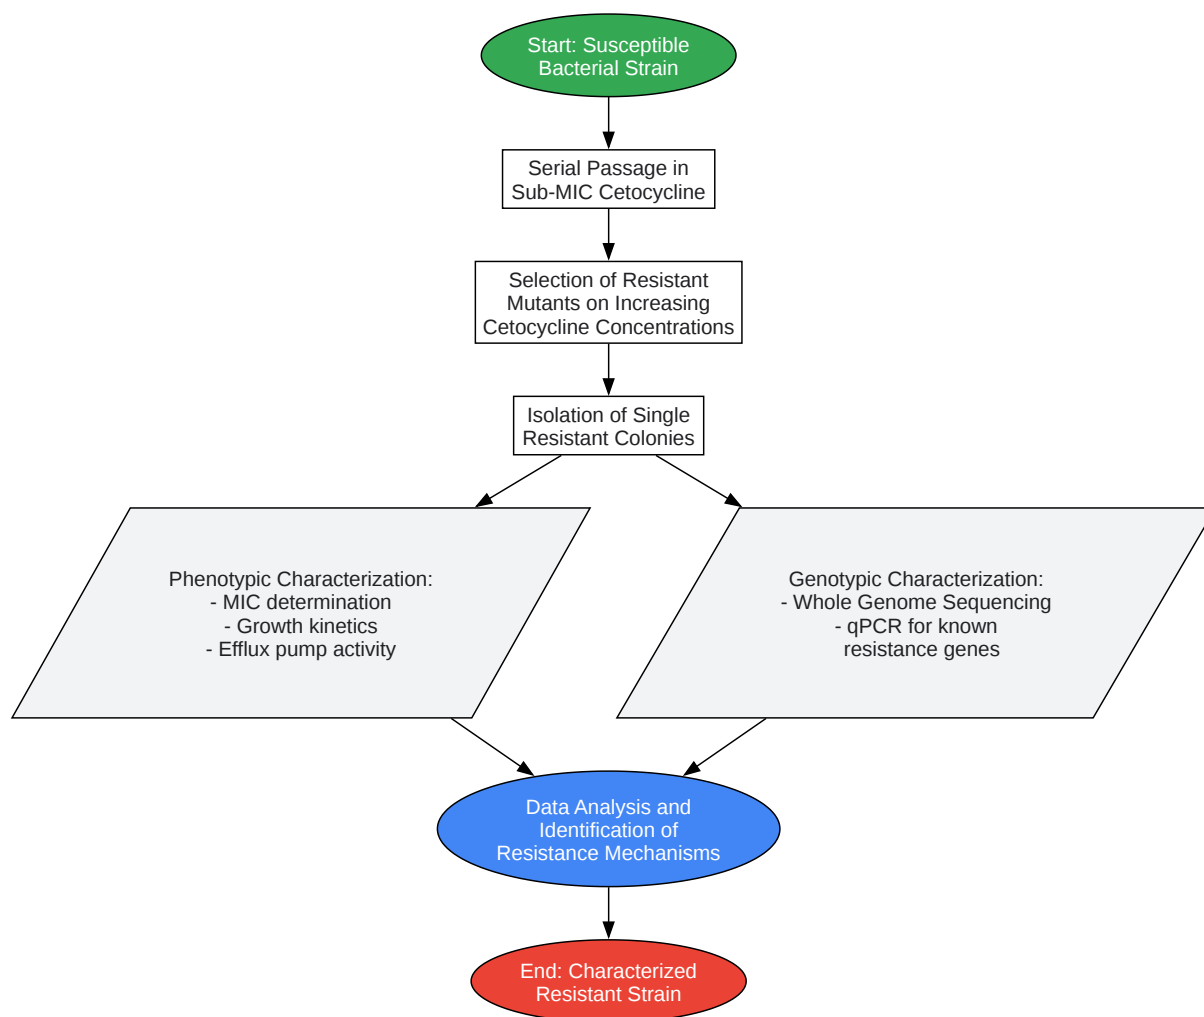 Start: Susceptible
Bacterial Strain
Serial Passage in
Sub-MIC Cetocycline
Selection of Resistant
Mutants on Increasing
Cetocycline Concentrations
Isolation of Single
Resistant Colonies
Phenotypic Characterization:
- MIC determination
- Growth kinetics
- Efflux pump activity
Genotypic Characterization:
- Whole Genome Sequencing
- qPCR for known
resistance genes
Data Analysis and
Identification of
Resistance Mechanisms
End: Characterized
Resistant Strain